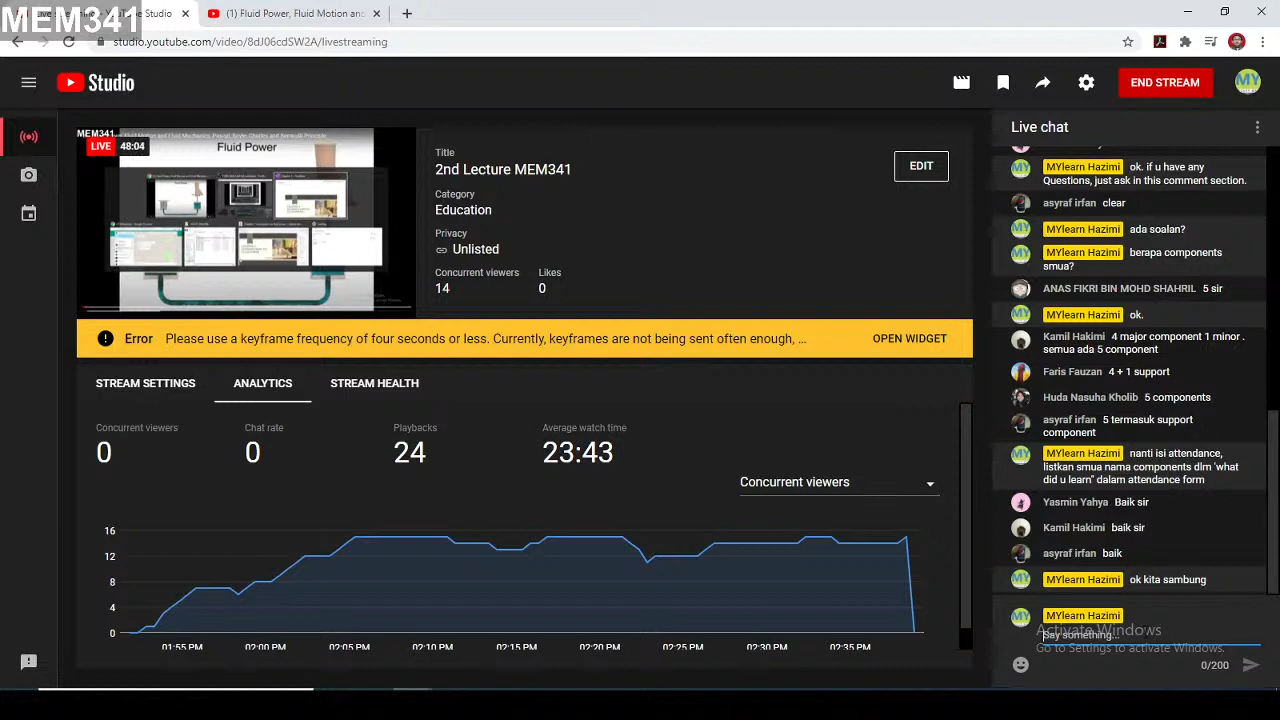 MEM341
YouTube Studio
(1) Fluid Power, Fluid Motion and
studio.youtube.com/video/8dJ06cdSW2A/livestreaming
Studio
END STREAM
MEM341
LIVE 48:04
Fluid Power
Title
2nd Lecture MEM341
Category
Education
Privacy
Unlisted
Concurrent viewers
14
Likes
0
EDIT
Error Please use a keyframe frequency of four seconds or less. Currently, keyframes are not being sent often enough, ...
OPEN WIDGET
STREAM SETTINGS
ANALYTICS
STREAM HEALTH
Concurrent viewers
0
Chat rate
0
Playbacks
24
Average watch time
23:43
Concurrent viewers
16
12
8
4
0
01:55 PM 02:00 PM 02:05 PM 02:10 PM 02:15 PM 02:20 PM 02:25 PM 02:30 PM 02:35 PM
Live chat
MYlearn Hazimi ok. if u have any
Questions, just ask in this comment section.
asyraf irfan clear
MYlearn Hazimi ada soalan?
MYlearn Hazimi berapa components
smua?
ANAS FIKRI BIN MOHD SHAHRIL 5 sir
MYlearn Hazimi ok.
Kamil Hakimi 4 major component 1 minor .
semua ada 5 component
Faris Fauzan 4 + 1 support
Huda Nasuha Kholib 5 components
asyraf irfan 5 termasuk support
component
MYlearn Hazimi nanti isi attendance,
listkan smua nama components dlm 'what
did u learn" dalam attendance form
Yasmin Yahya Baik sir
Kamil Hakimi baik sir
asyraf irfan baik
MYlearn Hazimi ok kita sambung
MYlearn Hazimi
Say something...
Activate Windows
Go to Settings to activate Windows.
0/200